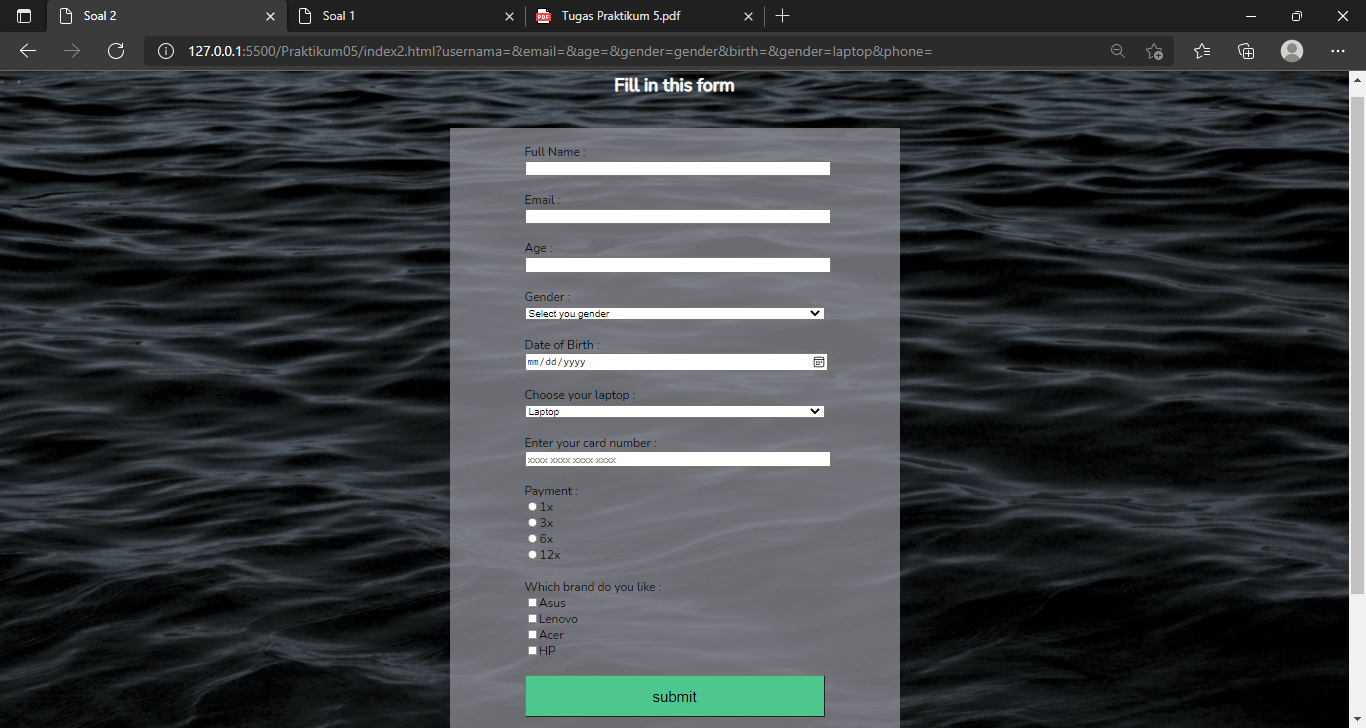 Soal 2
Soal 1
PDF
Tugas Praktikum 5.pdf
127.0.0.1:5500/Praktikum05/index2.html?usernama=&email=&age=&gender=gender&birth=&gender=laptop&phone=
Fill in this form
Full Name :
Email :
Age :
Gender :
Select you gender
Date of Birth :
mm/dd/yyyy
Choose your laptop :
Laptop
Enter your card number :
xxxx xxxx xxxx xxxx
Payment :
1x
3x
6x
12x
Which brand do you like :
Asus
Lenovo
Acer
HP
submit